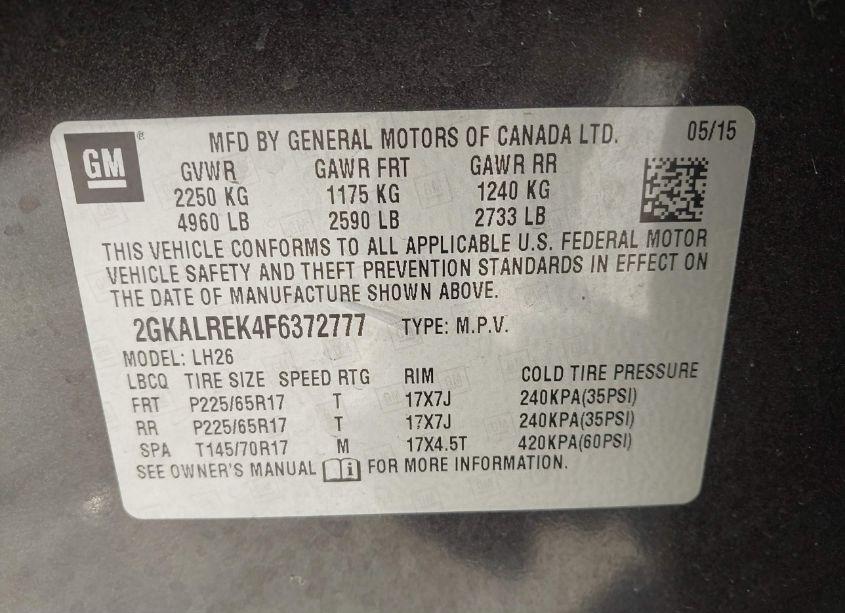 GM ® MFD BY GENERAL MOTORS OF CANADA LTD. 05/15
GVWR GAWR FRT GAWR RR
2250 KG 1175 KG 1240 KG
4960 LB 2590 LB 2733 LB
THIS VEHICLE CONFORMS TO ALL APPLICABLE U.S. FEDERAL MOTOR
VEHICLE SAFETY AND THEFT PREVENTION STANDARDS IN EFFECT ON
THE DATE OF MANUFACTURE SHOWN ABOVE.
2GKALREK4F6372777 TYPE: M.P.V.
MODEL: LH26
LBCQ TIRE SIZE SPEED RTG RIM COLD TIRE PRESSURE
FRT P225/65R17 T 17X7J 240KPA(35PSI)
RR P225/65R17 T 17X7J 240KPA(35PSI)
SPA T145/70R17 M 17X4.5T 420KPA(60PSI)
SEE OWNER'S MANUAL FOR MORE INFORMATION.